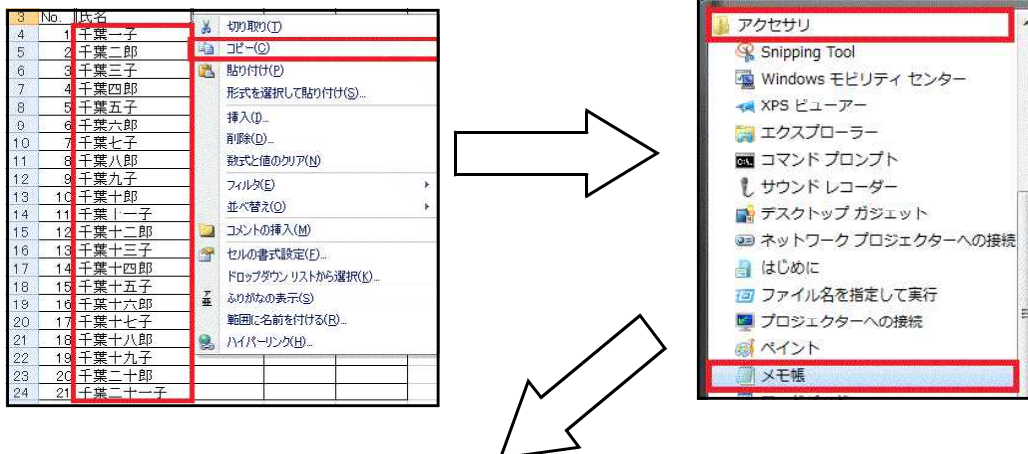 3 No. 氏名
4 1 千葉一子
5 2 千葉二郎
6 3 千葉三子
7 4 千葉四郎
8 5 千葉五子
9 6 千葉六郎
10 7 千葉七子
11 8 千葉八郎
12 9 千葉九子
13 10 千葉十郎
14 11 千葉十一子
15 12 千葉十二郎
16 13 千葉十三子
17 14 千葉十四郎
18 15 千葉十五子
19 16 千葉十六郎
20 17 千葉十七子
21 18 千葉十八郎
22 19 千葉十九子
23 20 千葉二十郎
24 21 千葉二十一子
切り取り(T)
コピー(C)
貼り付け(P)
形式を選択して貼り付け(S)...
挿入(I)...
削除(D)...
数式と値のクリア(N)
フィルタ(E)
並べ替え(O)
コメントの挿入(M)
セルの書式設定(F)...
ドロップダウン リストから選択(K)...
ふりがなの表示(S)
範囲に名前を付ける(R)...
ハイパーリンク(H)...
アクセサリ
Snipping Tool
Windows モビリティ センター
XPS ビューアー
エクスプローラー
コマンド プロンプト
サウンド レコーダー
デスクトップ ガジェット
ネットワーク プロジェクターへの接続
はじめに
ファイル名を指定して実行
プロジェクターへの接続
ペイント
メモ帳